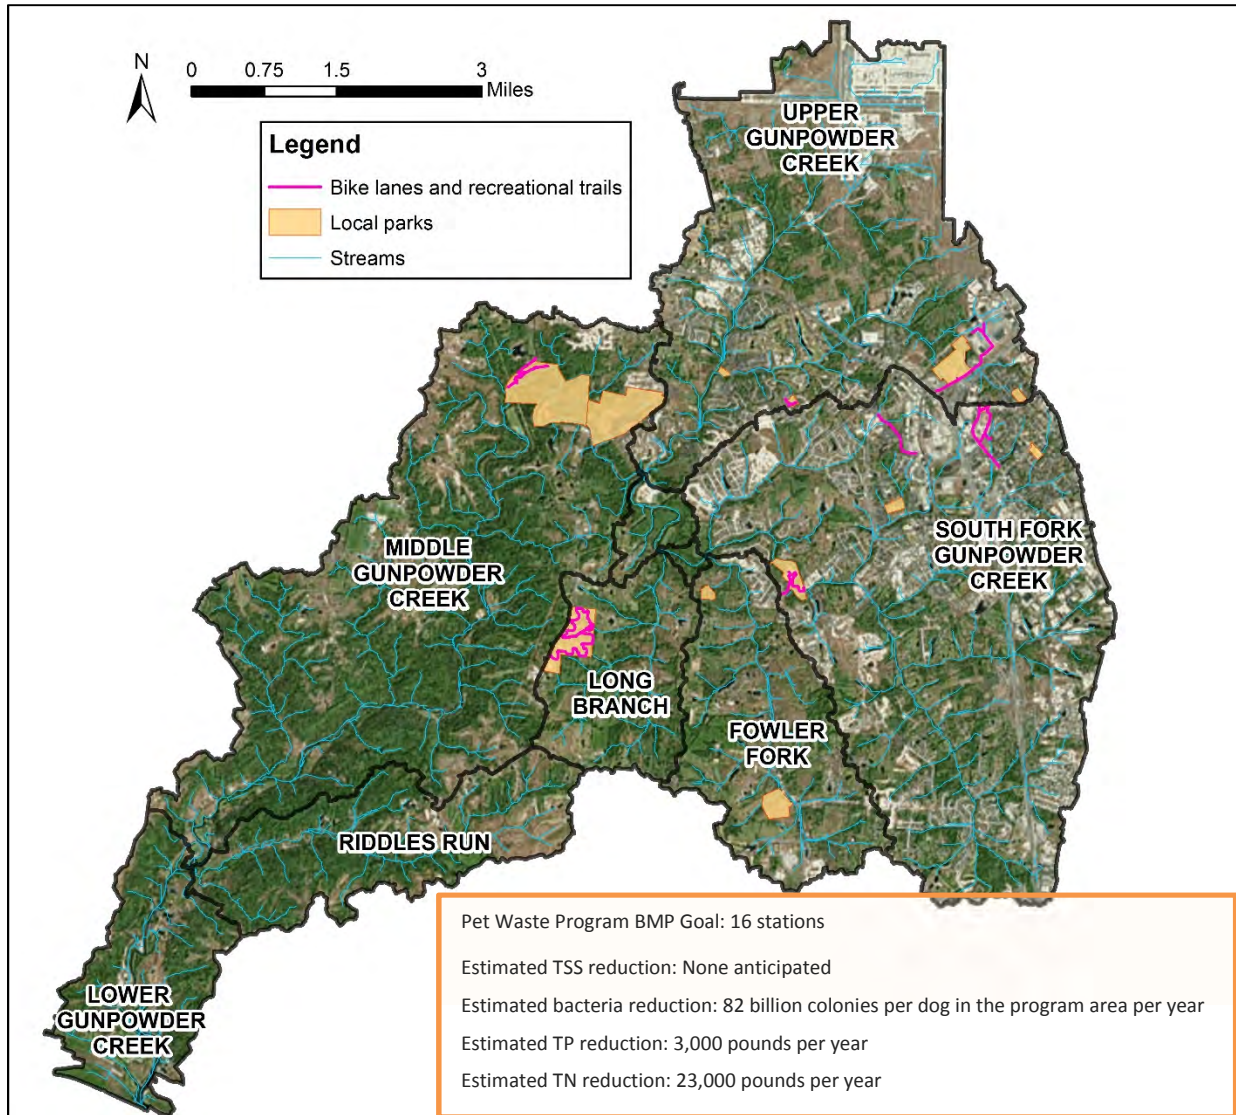 N
0 0.75 1.5 3
Miles
Legend
Bike lanes and recreational trails
Local parks
Streams
UPPER
GUNPOWDER
CREEK
MIDDLE
GUNPOWDER
CREEK
SOUTH FORK
GUNPOWDER
CREEK
LONG
BRANCH
FOWLER
FORK
RIDDLES RUN
LOWER
GUNPOWDER
CREEK
Pet Waste Program BMP Goal: 16 stations
Estimated TSS reduction: None anticipated
Estimated bacteria reduction: 82 billion colonies per dog in the program area per year
Estimated TP reduction: 3,000 pounds per year
Estimated TN reduction: 23,000 pounds per year